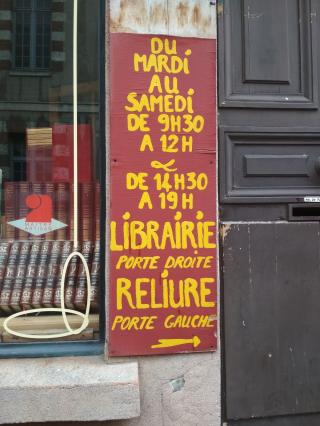 DU
MARDI
AU
SAMEDI
DE 9H30
A 12H
DE 14H30
A 19H
LIBRAIRIE
PORTE DROITE
RELIURE
PORTE GAUCHE